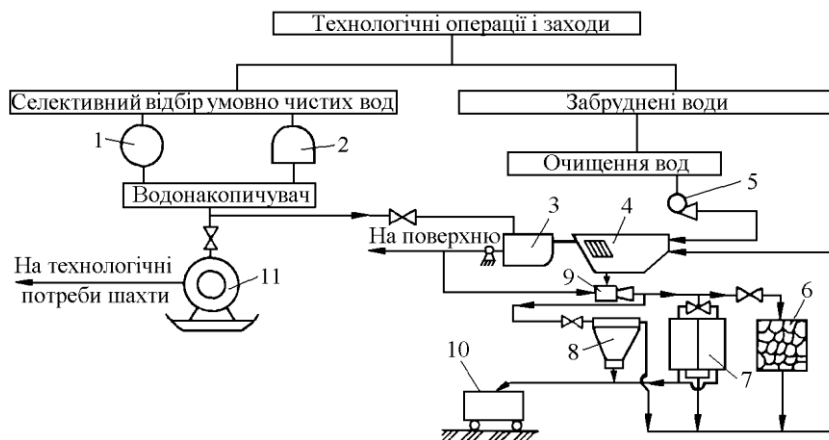 Технологічні операції і заходи
Селективний відбір умовно чистих вод
Забруднені води
1
2
Очищення вод
5
Водонакопичувач
3
4
На поверхню
На технологічні
потреби шахти
11
9
6
8
7
10